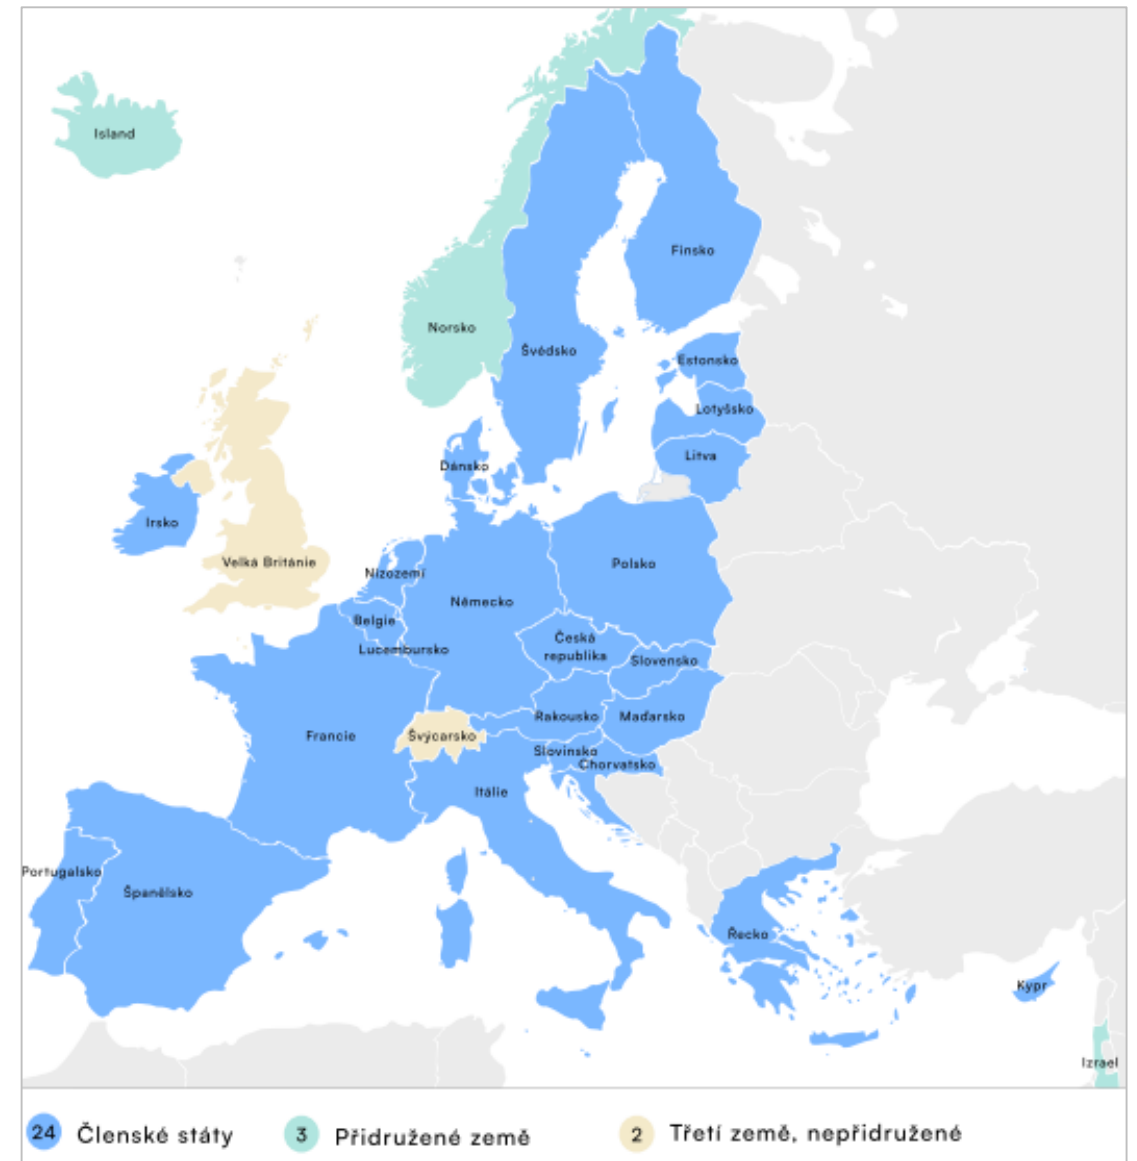 Island
Finsko
Norsko
Švédsko
Estonsko
Lotyšsko
Litva
Dánsko
Irsko
Velká Británie
Nizozemí
Polsko
Německo
Belgie
Česká
republika
Lucembursko
Slovensko
Rakousko
Maďarsko
Francie
Švýcarsko
Slovinsko
Chorvatsko
Itálie
Portugalsko
Španělsko
Řecko
Kypr
Izrael
24 Členské státy
3 Přidružené země
2 Třetí země, nepřidružené